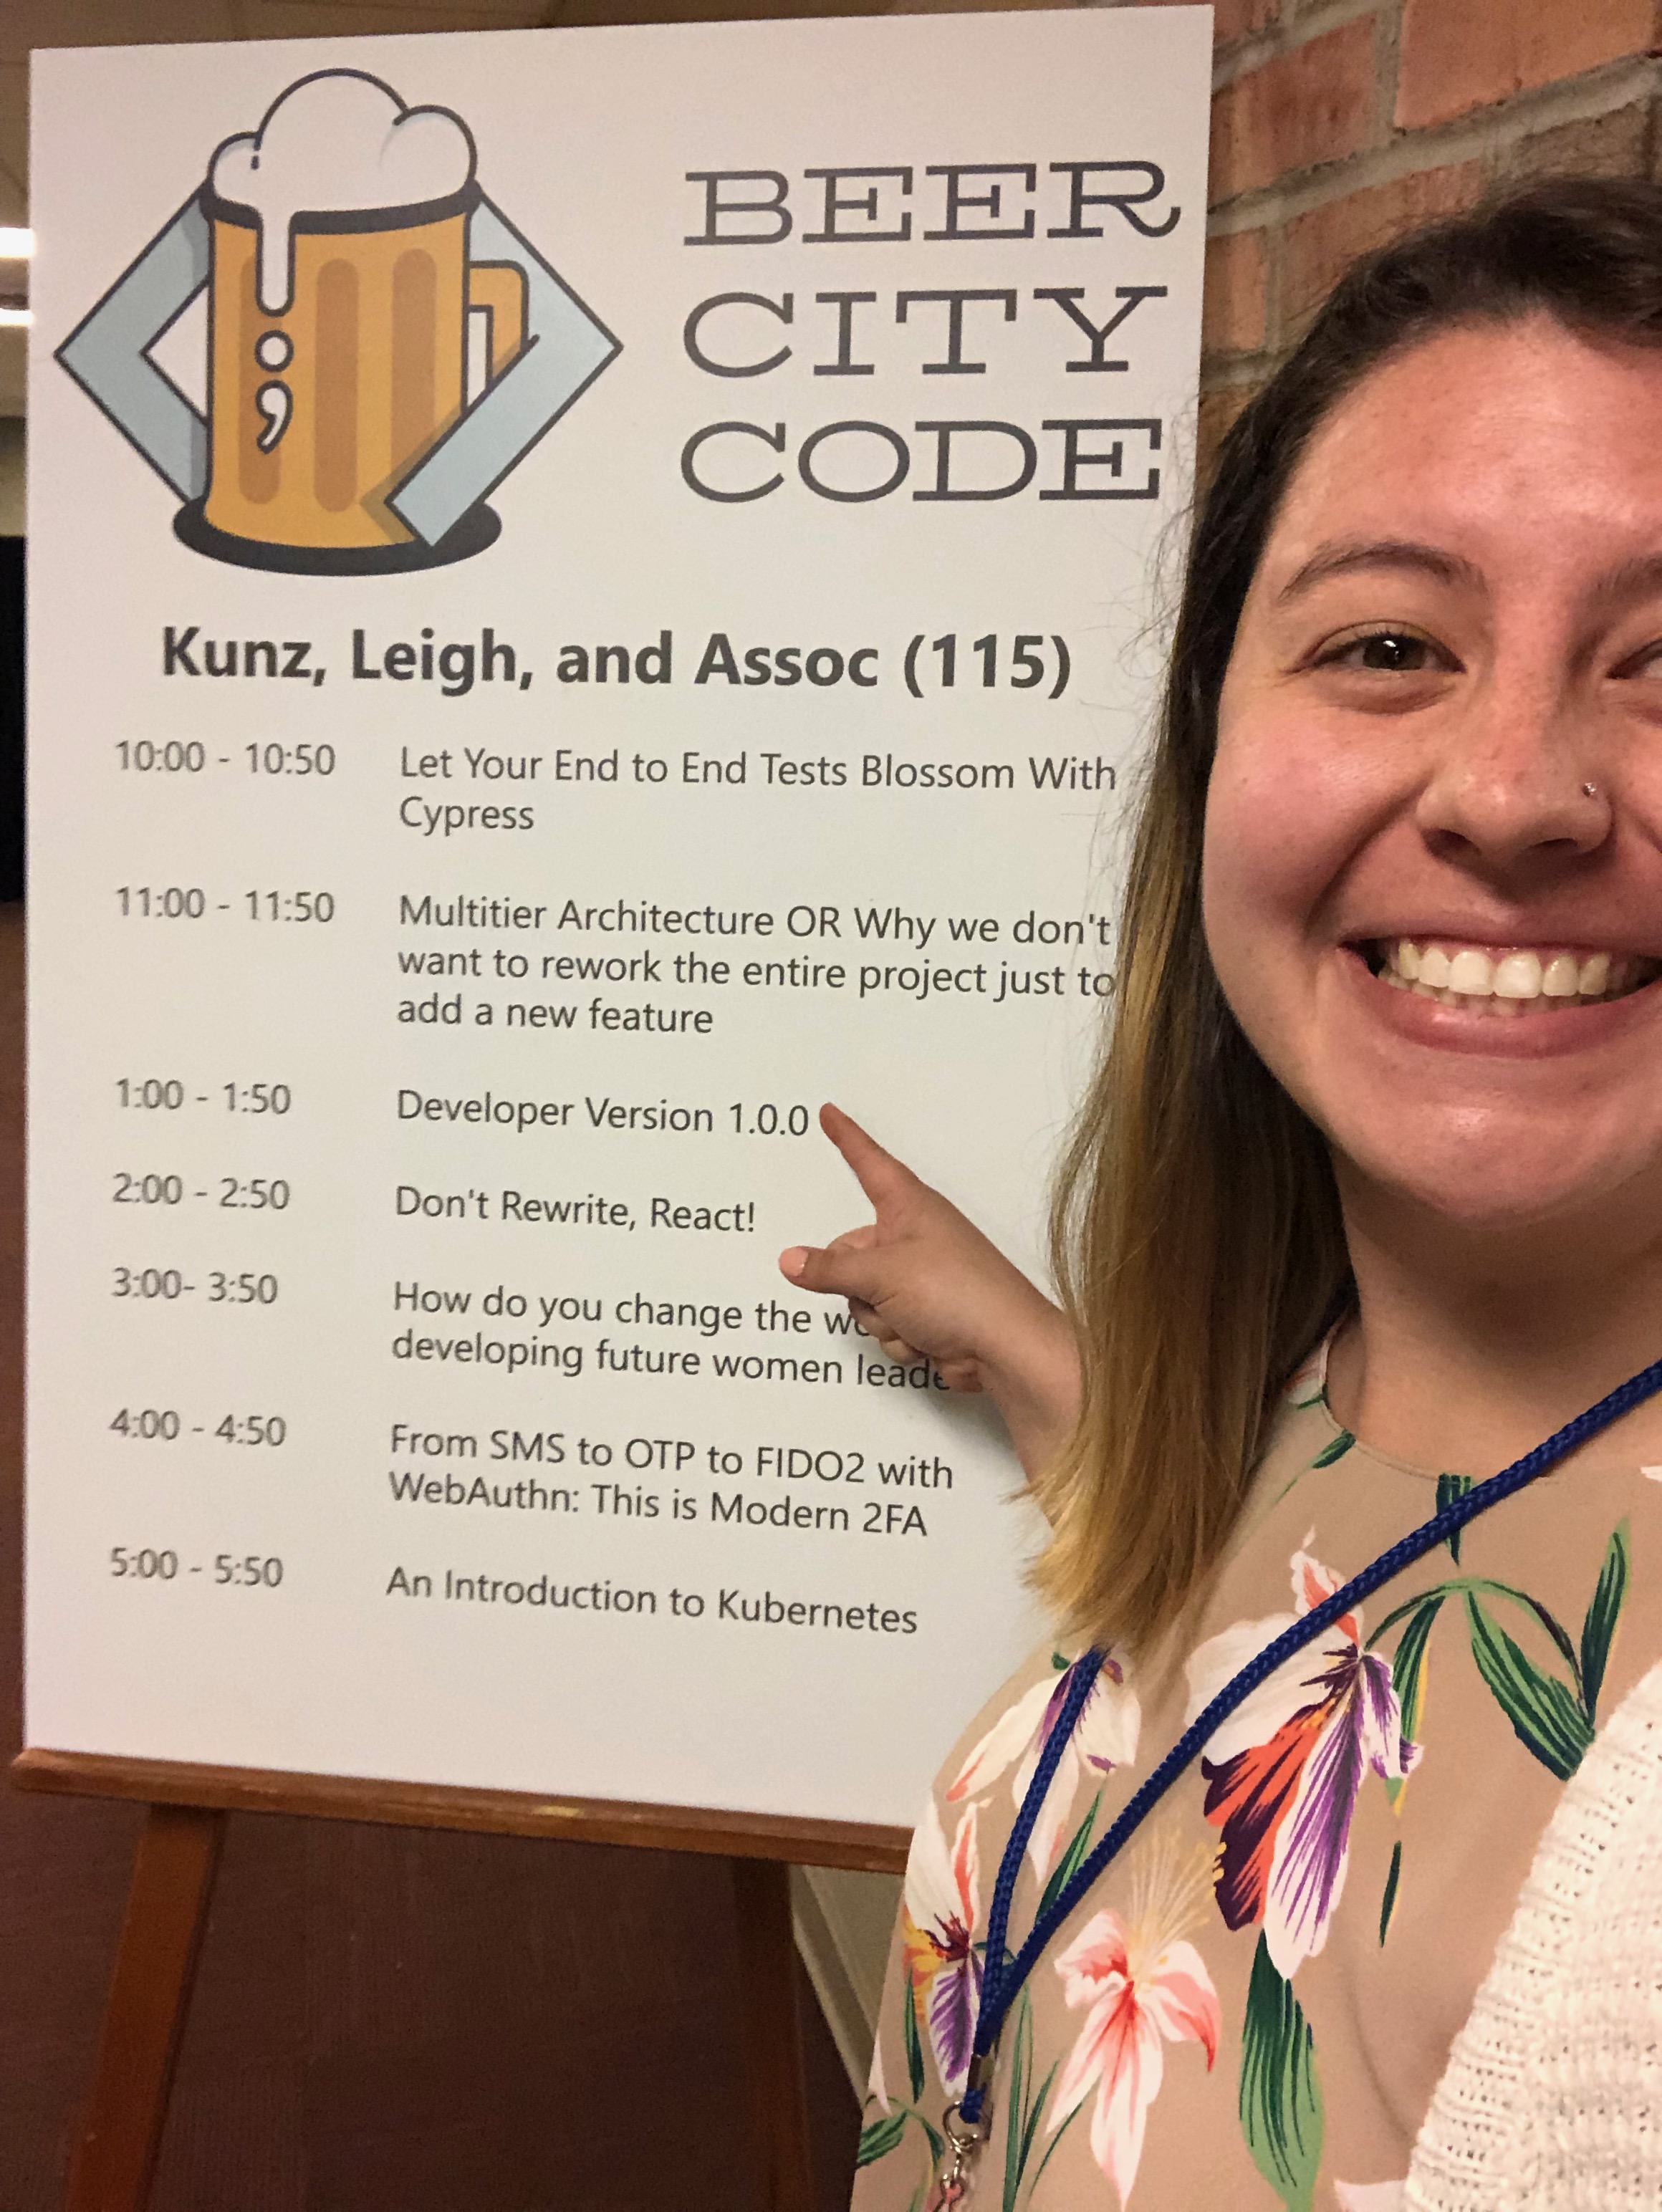 BEER
CITY
CODE
Kunz, Leigh, and Assoc (115)
10:00 - 10:50 Let Your End to End Tests Blossom With
Cypress
11:00 - 11:50 Multitier Architecture OR Why we don't
want to rework the entire project just to
add a new feature
1:00 - 1:50 Developer Version 1.0.0
2:00 - 2:50 Don't Rewrite, React!
3:00- 3:50 How do you change the
developing future women
4:00 - 4:50 From SMS to OTP to FIDO2 with
WebAuthn: This is Modern 2FA
5:00 - 5:50 An Introduction to Kubernetes